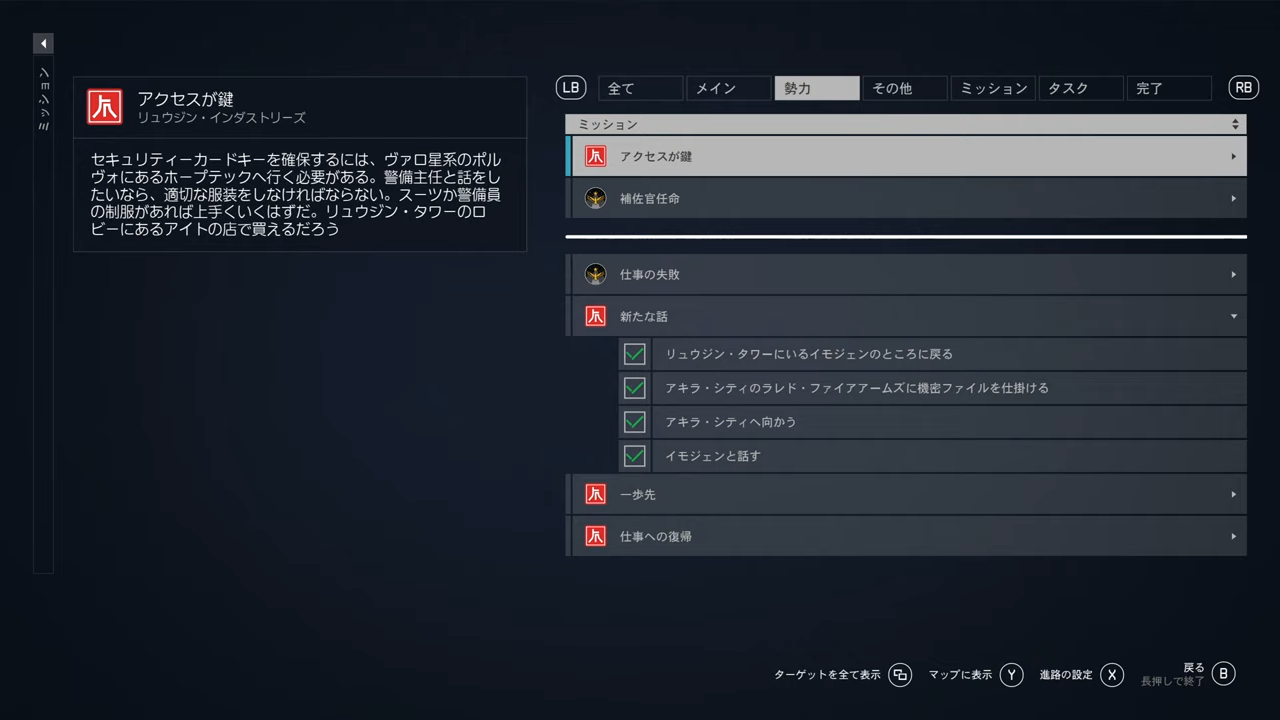 ミッション
アクセスが鍵
リュウジン・インダストリーズ
セキュリティーカードキーを確保するには、ヴァロ星系のポル
ヴォにあるホープテックへ行く必要がある。警備主任と話をし
たいなら、適切な服装をしなければならない。スーツか警備員
の制服があれば上手くいくはずだ。リュウジン・タワーのロ
ビーにあるアイトの店で買えるだろう
LB 全て メイン 勢力 その他 ミッション タスク 完了 RB
ミッション
アクセスが鍵
補佐官任命
仕事の失敗
新たな話
リュウジン・タワーにいるイモジェンのところに戻る
アキラ・シティのラレド・ファイアアームズに機密ファイルを仕掛ける
アキラ・シティへ向かう
イモジェンと話す
一歩先
仕事への復帰
ターゲットを全て表示 マップに表示 Y 進路の設定 X 戻る B
長押しで終了